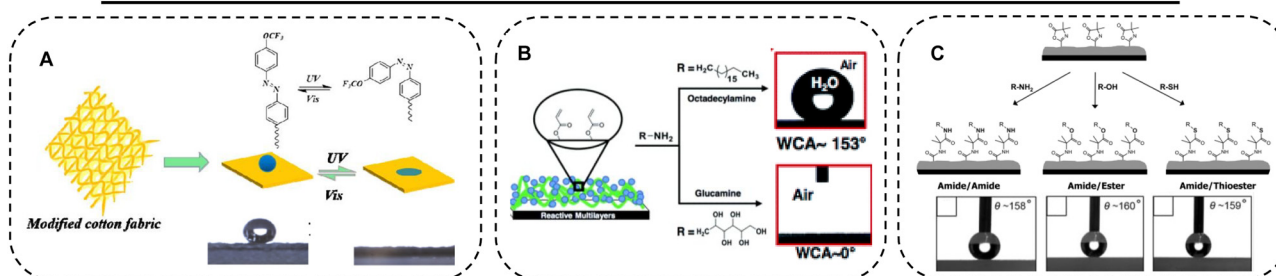 A
OCF₃
N
N
UV
Vis
F₃CO
N
N
UV
Vis
Modified cotton fabric
B
O
O
O
O
R—NH₂
Reactive Multilayers
R=H₂C
15
CH₃
Octadecylamine
Air
H₂O
WCA~ 153°
Glucamine
R=H₂C
OH
OH
OH
OH
OH
Air
WCA~0°
C
R-NH₂
R-OH
R-SH
Amide/Amide
Amide/Ester
Amide/Thioester
θ ~158°
θ ~160°
θ ~159°